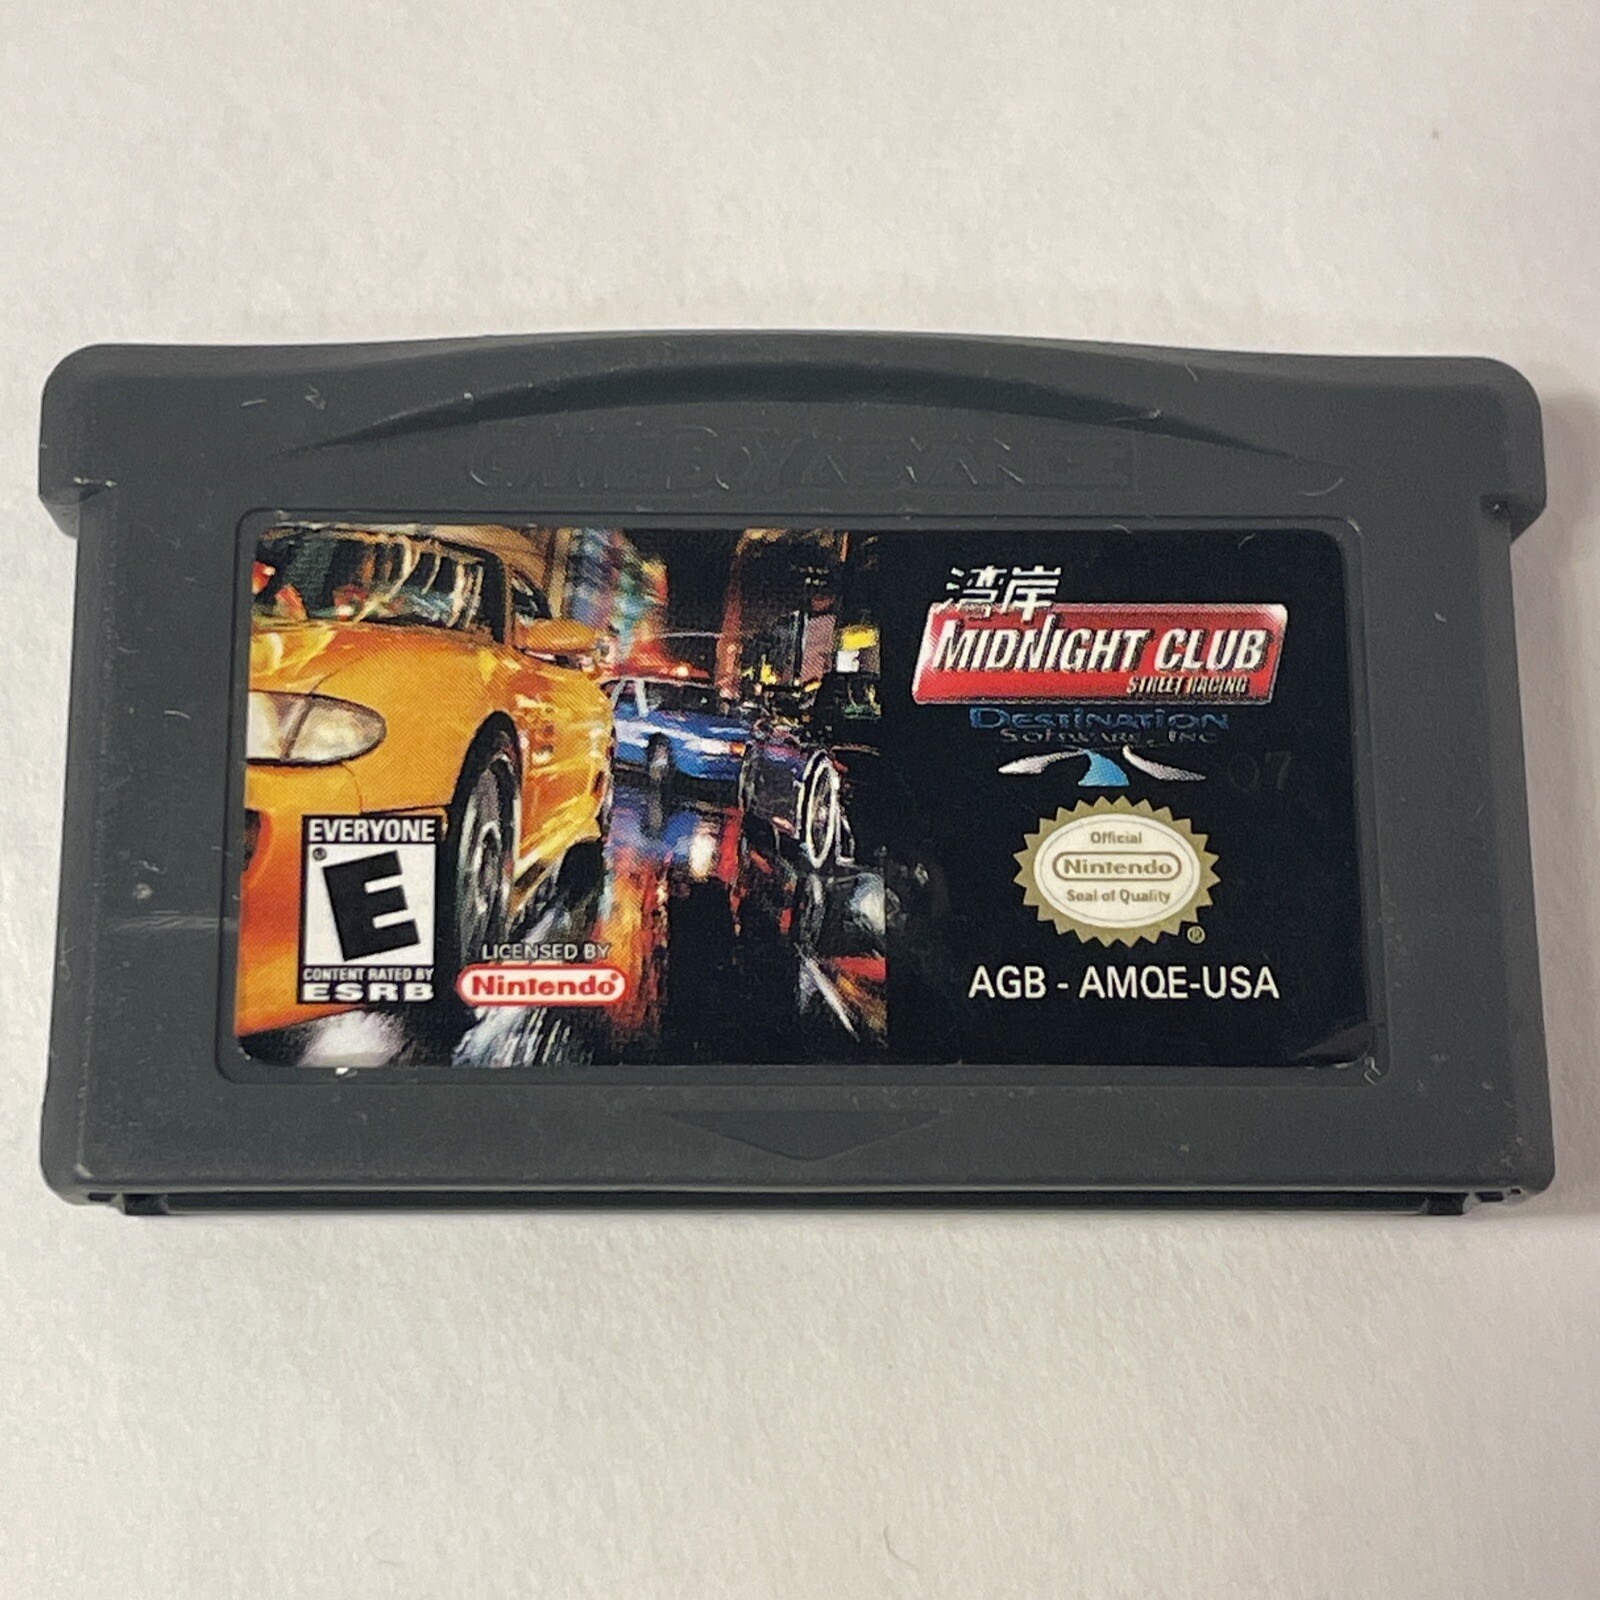 GAME BOY ADVANCE
湾岸
MIDNIGHT CLUB
STREET RACING
DESTINATION
SOFTWARE, INC
07
Official
Nintendo
Seal of Quality
®
AGB - AMQE-USA
EVERYONE
®
E
CONTENT RATED BY
ESRB
LICENSED BY
Nintendo®